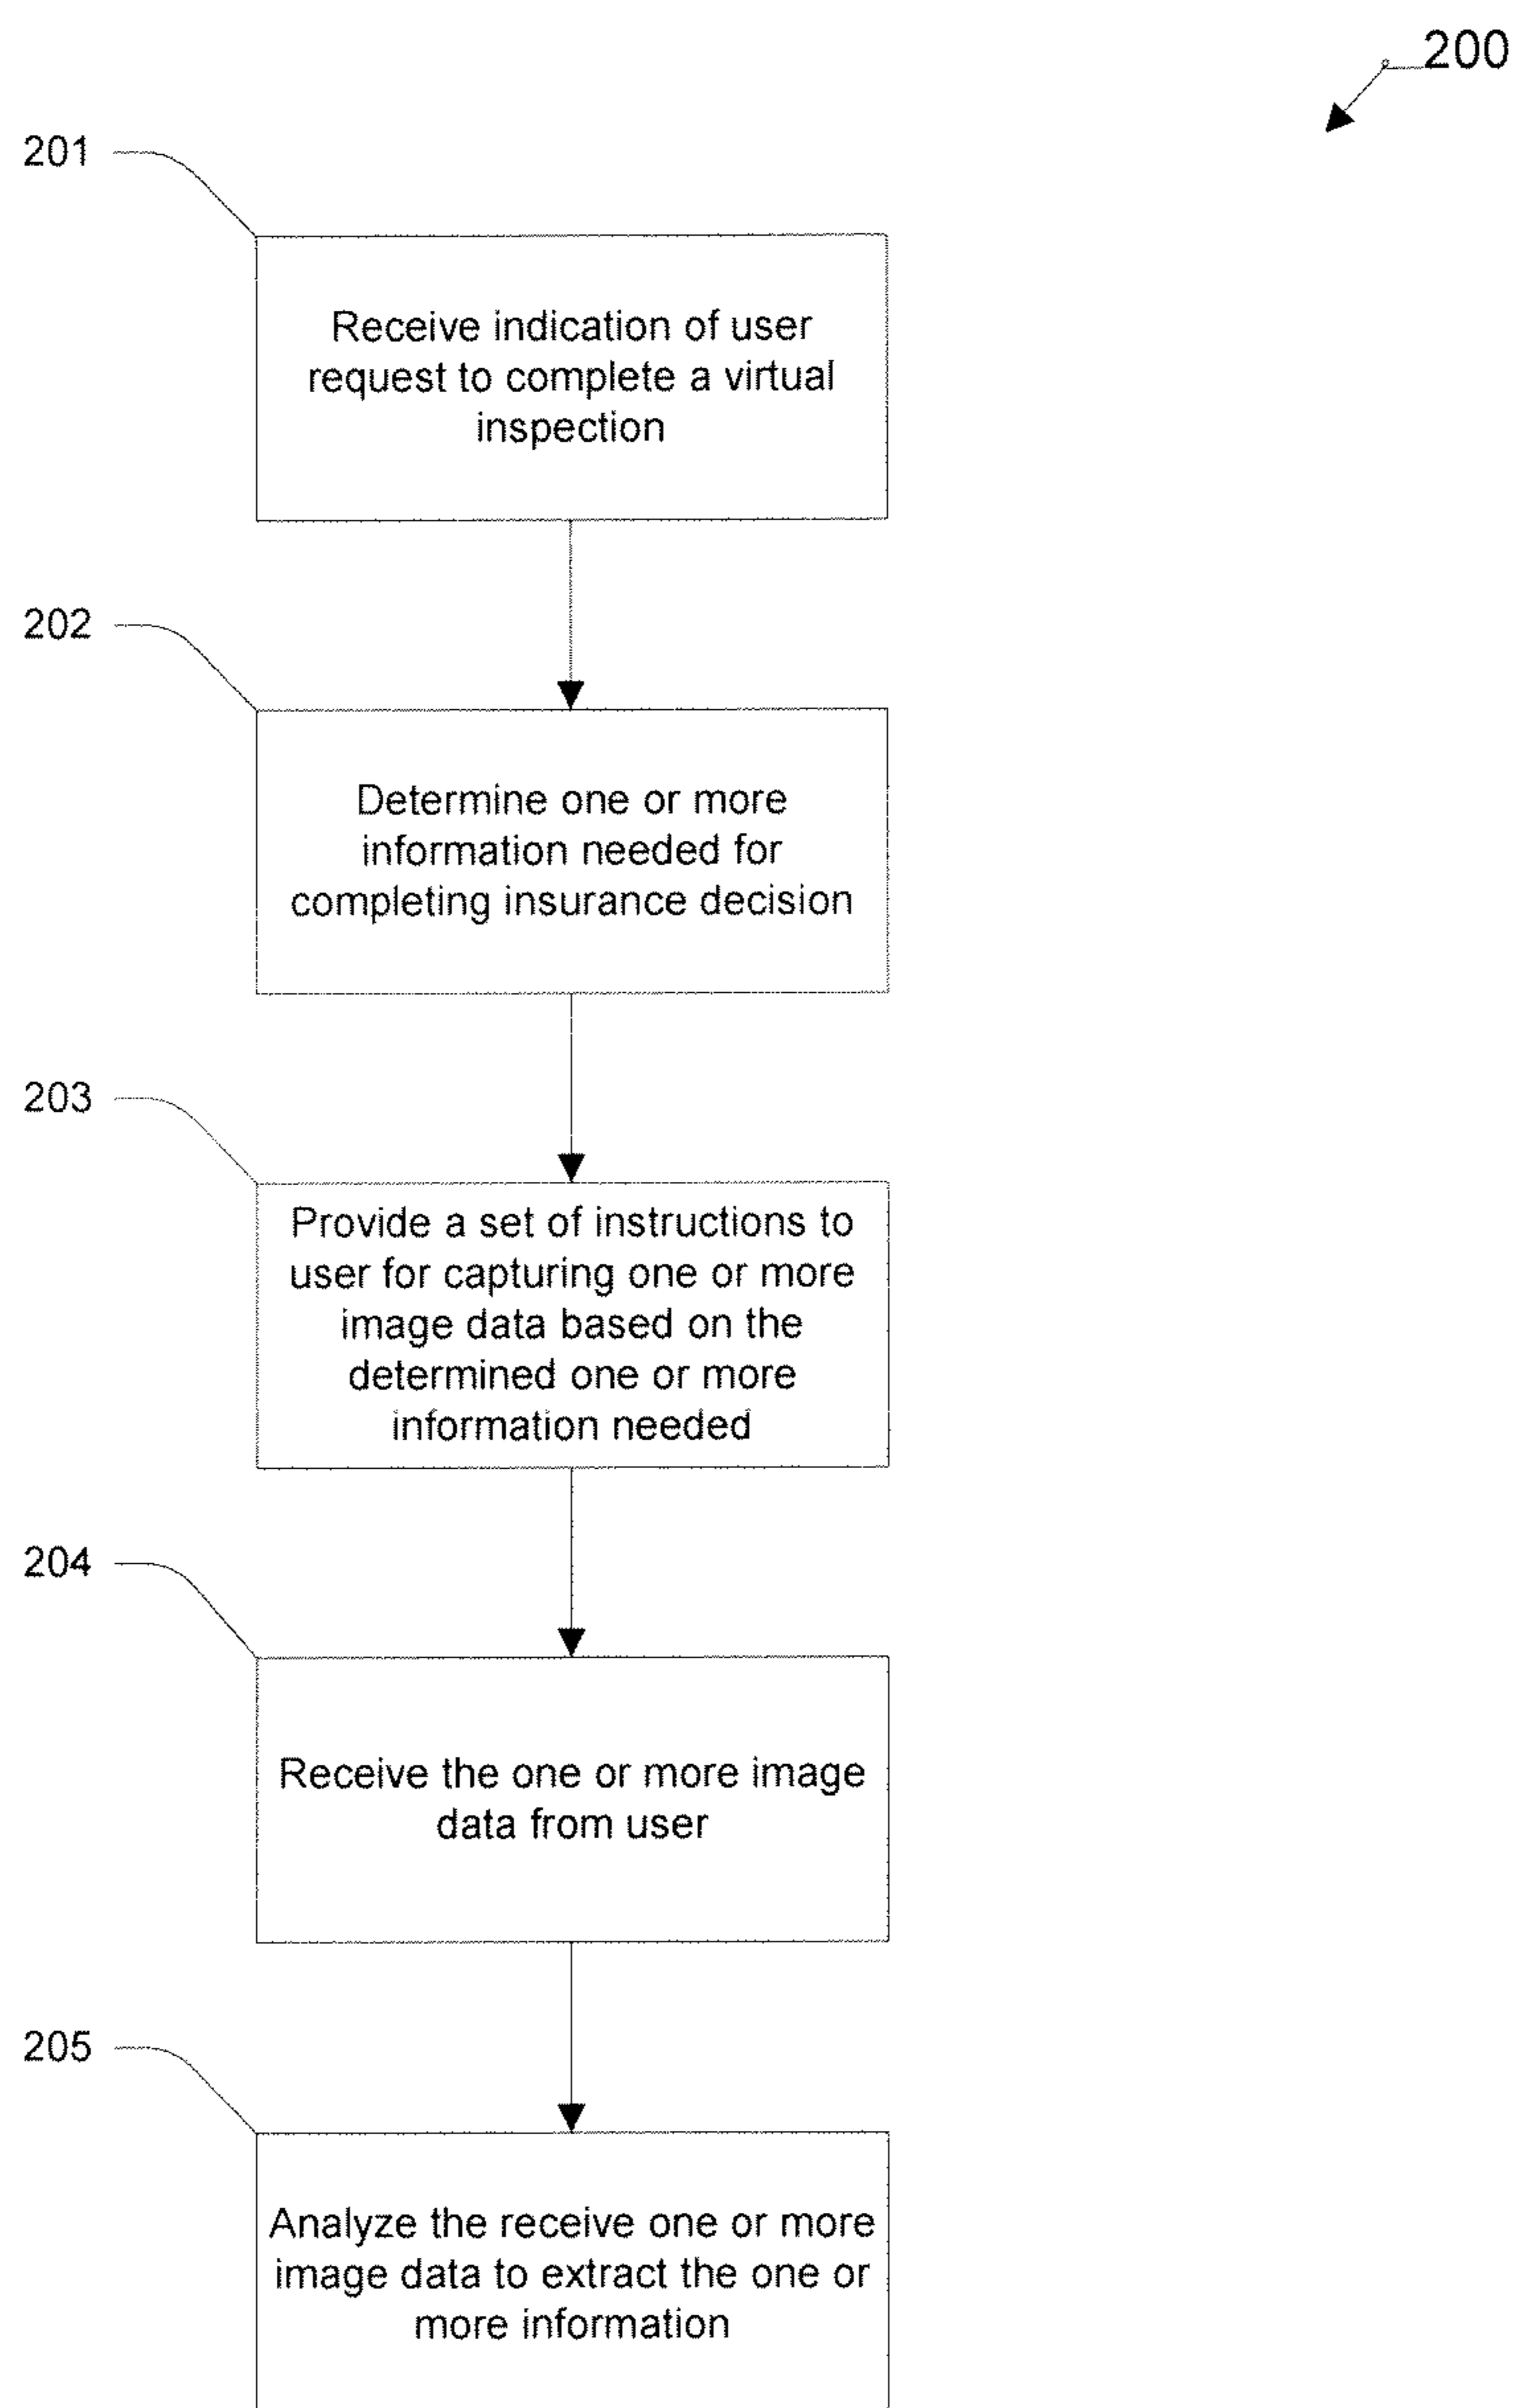 200
201
Receive indication of user
request to complete a virtual
inspection
202
Determine one or more
information needed for
completing insurance decision
203
Provide a set of instructions to
user for capturing one or more
image data based on the
determined one or more
information needed
204
Receive the one or more image
data from user
205
Analyze the receive one or more
image data to extract the one or
more information